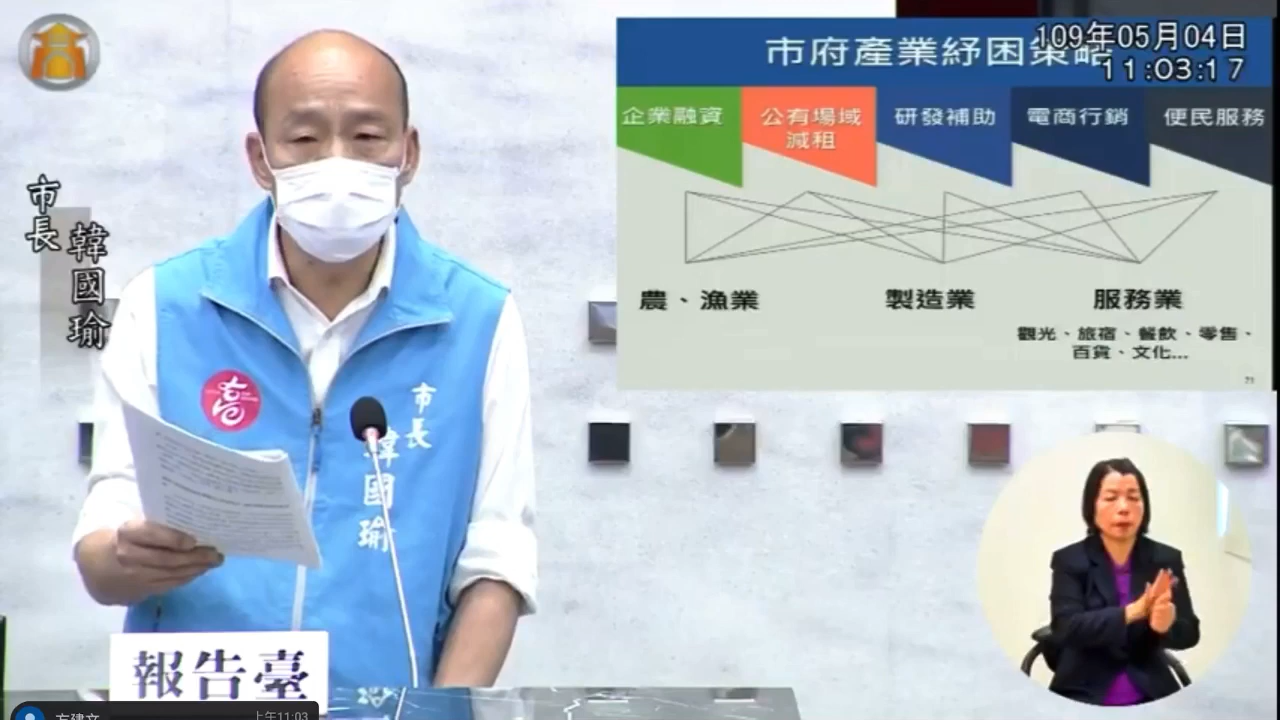 市長
韓國瑜
市長
韓國瑜
報告臺
方建文
上午11:03
市府產業紓困策略
109年05月04日
11:03:17
企業融資
公有場域
減租
研發補助
電商行銷
便民服務
農、漁業
製造業
服務業
觀光、旅宿、餐飲、零售、
百貨、文化...
71